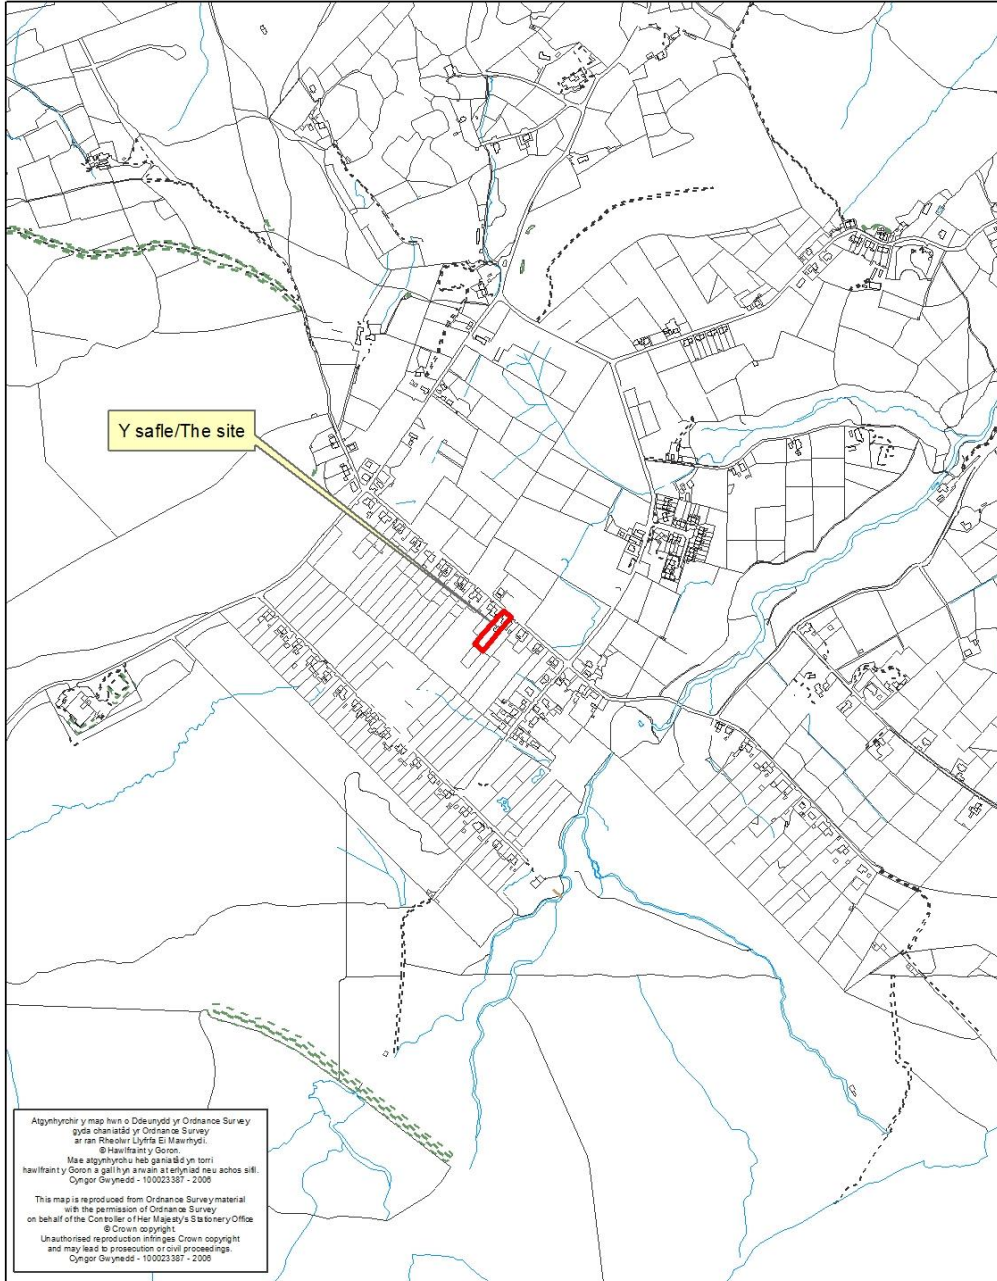 Y safle/The site
Atgynhyrchir y map hwn o Ddeunydd yr Ordnance Survey
gyda chaniatâd yr Ordnance Survey
ar ran Rheolwr Llyfrfa Ei Mawrhydi.
© Hawlfraint y Goron.
Mae atgynhyrchu heb ganiatâd yn torri
hawlfraint y Goron a gall hyn arwain at erlyniad neu achos sifil.
Cyngor Gwynedd - 100023387 - 2006
This map is reproduced from Ordnance Survey material
with the permission of Ordnance Survey
on behalf of the Controller of Her Majesty's Stationery Office
© Crown copyright.
Unauthorised reproduction infringes Crown copyright
and may lead to prosecution or civil proceedings.
Cyngor Gwynedd - 100023387 - 2006